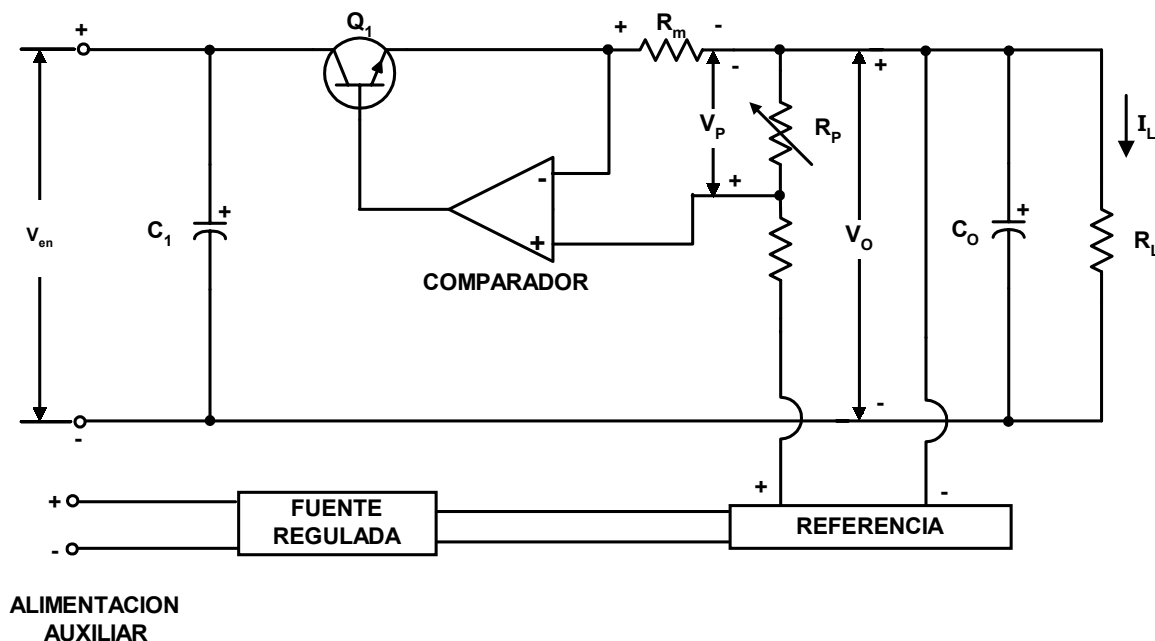 +
Q1
+
Rm
-
-
+
VP
RP
IL
+
-
+
+
Ven
C1
COMPARADOR
VO
CO
+
RL
-
-
+
-
+
FUENTE
REGULADA
REFERENCIA
-
ALIMENTACION
AUXILIAR